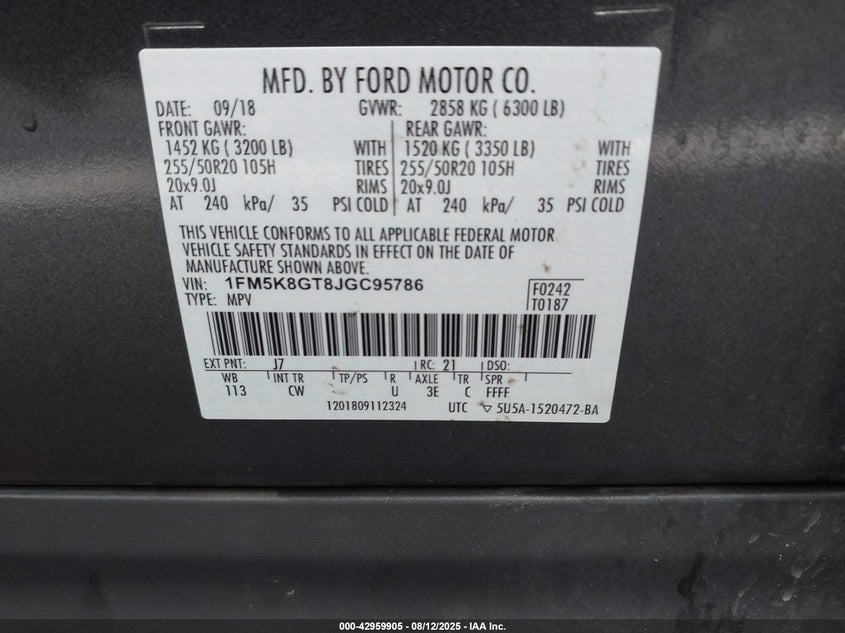 MFD. BY FORD MOTOR CO.
DATE: 09/18 GVWR: 2858 KG ( 6300 LB)
FRONT GAWR: REAR GAWR:
1452 KG ( 3200 LB) WITH 1520 KG ( 3350 LB) WITH
255/50R20 105H TIRES 255/50R20 105H TIRES
20x9.0J RIMS 20x9.0J RIMS
AT 240 kPa/ 35 PSI COLD AT 240 kPa/ 35 PSI COLD
THIS VEHICLE CONFORMS TO ALL APPLICABLE FEDERAL MOTOR
VEHICLE SAFETY STANDARDS IN EFFECT ON THE DATE OF
MANUFACTURE SHOWN ABOVE.
VIN: 1FM5K8GT8JGC95786 F0242
TYPE: MPV T0187
EXT PNT: J7 RC: 21 DSO:
WB INT TR TP/PS R AXLE TR SPR
113 CW U 3E C FFFF
1201809112324 UTC ▽ 5U5A-1520472-BA
000-42959905 - 08/12/2025 - IAA Inc.